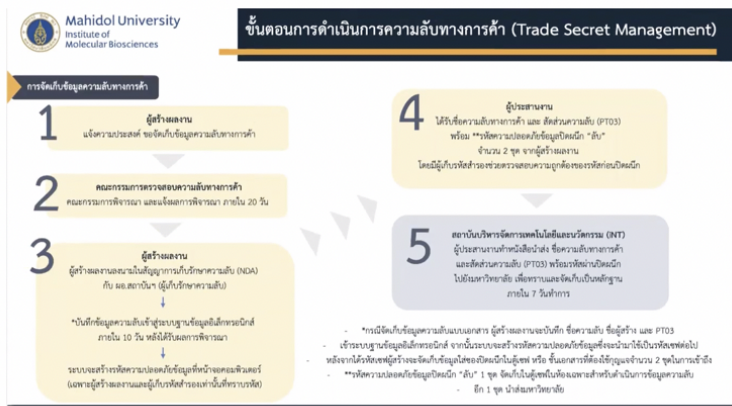 Mahidol University
Institute of
Molecular Biosciences
ขั้นตอนการดำเนินการความลับทางการค้า (Trade Secret Management)
การจัดเก็บข้อมูลความลับทางการค้า
1
ผู้สร้างผลงาน
แจ้งความประสงค์ ขอจัดเก็บข้อมูลความลับทางการค้า
2
คณะกรรมการตรวจสอบความลับทางการค้า
คณะกรรมการพิจารณา และแจ้งผลการพิจารณา ภายใน 20 วัน
3
ผู้สร้างผลงาน
ผู้สร้างผลงานลงนามในสัญญาการเก็บรักษาความลับ (NDA)
กับ ผอ.สถาบันฯ (ผู้เก็บรักษาความลับ)
*บันทึกข้อมูลความลับเข้าสู่ระบบฐานข้อมูลอิเล็กทรอนิกส์
ภายใน 10 วัน หลังได้รับผลการพิจารณา
ระบบจะสร้างรหัสความปลอดภัยข้อมูลที่หน้าจอคอมพิวเตอร์
(เฉพาะผู้สร้างผลงานและผู้เก็บรหัสสำรองเท่านั้นที่ทราบรหัส)
4
ผู้ประสานงาน
ได้รับชื่อความลับทางการค้า และ สัดส่วนความลับ (PT03)
พร้อม **รหัสความปลอดภัยข้อมูลปิดผนึก "ลับ"
จำนวน 2 ชุด จากผู้สร้างผลงาน
โดยมีผู้เก็บรหัสสำรองช่วยตรวจสอบความถูกต้องของรหัสก่อนปิดผนึก
5
สถาบันบริหารจัดการเทคโนโลยีและนวัตกรรม (INT)
ผู้ประสานงานทำหนังสือนำส่ง ชื่อความลับทางการค้า
และสัดส่วนความลับ (PT03) พร้อมรหัสผ่านปิดผนึก
ไปยังมหาวิทยาลัย เพื่อทราบและจัดเก็บเป็นหลักฐาน
ภายใน 7 วันทำการ
- *กรณีจัดเก็บข้อมูลความลับแบบเอกสาร ผู้สร้างผลงานจะบันทึก ชื่อความลับ ชื่อผู้สร้าง และ PT03
- เข้าระบบฐานข้อมูลอิเล็กทรอนิกส์ จากนั้นระบบจะสร้างรหัสความปลอดภัยข้อมูลซึ่งจะนำมาใช้เป็นรหัสเซฟต่อไป
- หลังจากได้รหัสเซฟผู้สร้างจะจัดเก็บข้อมูลใส่ซองปิดผนึกในตู้เซฟ หรือ ชั้นเอกสารที่ต้องใช้กุญแจจำนวน 2 ชุดในการเข้าถึง
- **รหัสความปลอดภัยข้อมูลปิดผนึก "ลับ" 1 ชุด จัดเก็บในตู้เซฟในห้องเฉพาะสำหรับดำเนินการข้อมูลความลับ
- อีก 1 ชุด นำส่งมหาวิทยาลัย